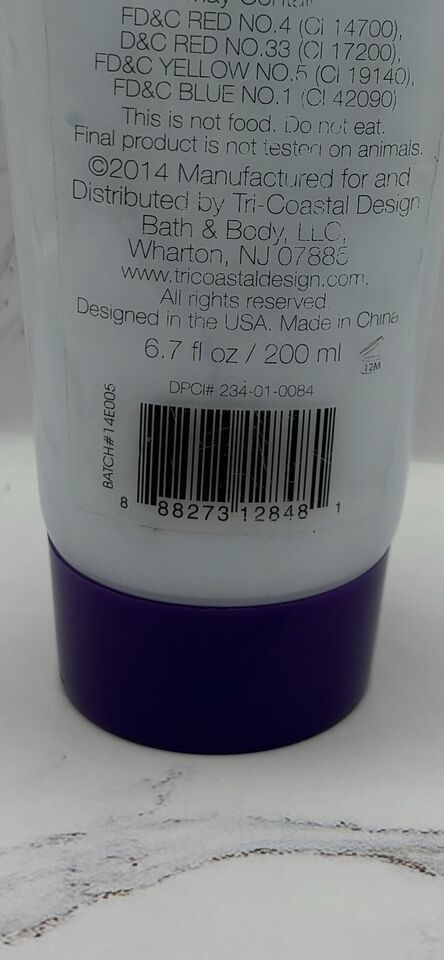 May Contain
FD&C RED NO.4 (CI 14700),
D&C RED NO.33 (CI 17200),
FD&C YELLOW NO.5 (CI 19140),
FD&C BLUE NO.1 (CI 42090)
This is not food. Do not eat.
Final product is not tested on animals.
©2014 Manufactured for and
Distributed by Tri-Coastal Design
Bath & Body, LLC,
Wharton, NJ 07885
www.tricoastaldesign.com,
All rights reserved.
Designed in the USA. Made in China
6.7 fl oz / 200 ml
12M
DPCI# 234-01-0084
BATCH#14E005
8 88273 12848 1